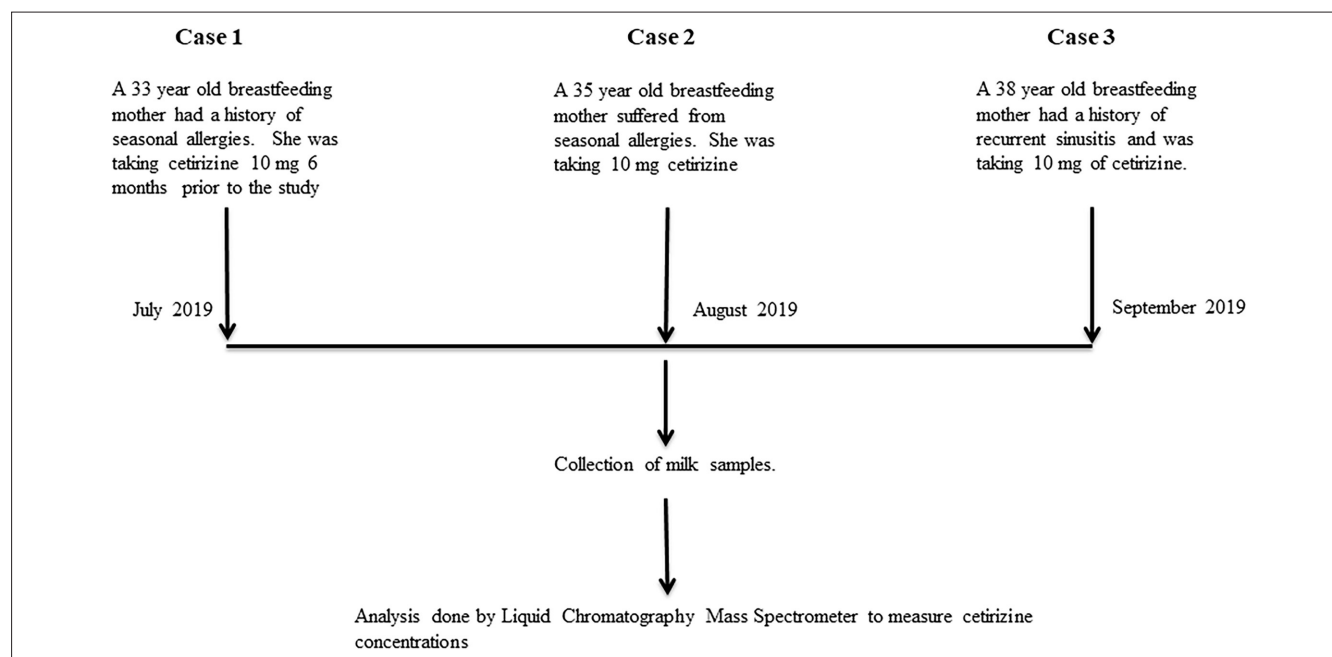 Case 1
A 33 year old breastfeeding
mother had a history of
seasonal allergies. She was
taking cetirizine 10 mg 6
months prior to the study
Case 2
A 35 year old breastfeeding
mother suffered from
seasonal allergies. She was
taking 10 mg cetirizine
Case 3
A 38 year old breastfeeding
mother had a history of
recurrent sinusitis and was
taking 10 mg of cetirizine.
July 2019
August 2019
September 2019
Collection of milk samples.
Analysis done by Liquid Chromatography Mass Spectrometer to measure cetirizine
concentrations